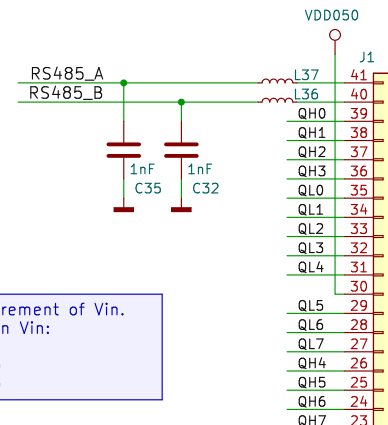 VDD050
J1
RS485_A
L37
41
RS485_B
L36
40
QH0
39
QH1
38
QH2
37
1nF
1nF
QH3
36
C35
C32
QL0
35
QL1
34
QL2
33
QL3
32
QL4
31
30
rement of Vin.
QL5
29
n Vin:
QL6
28
QL7
27
QH4
26
QH5
25
QH6
24
QH7
23